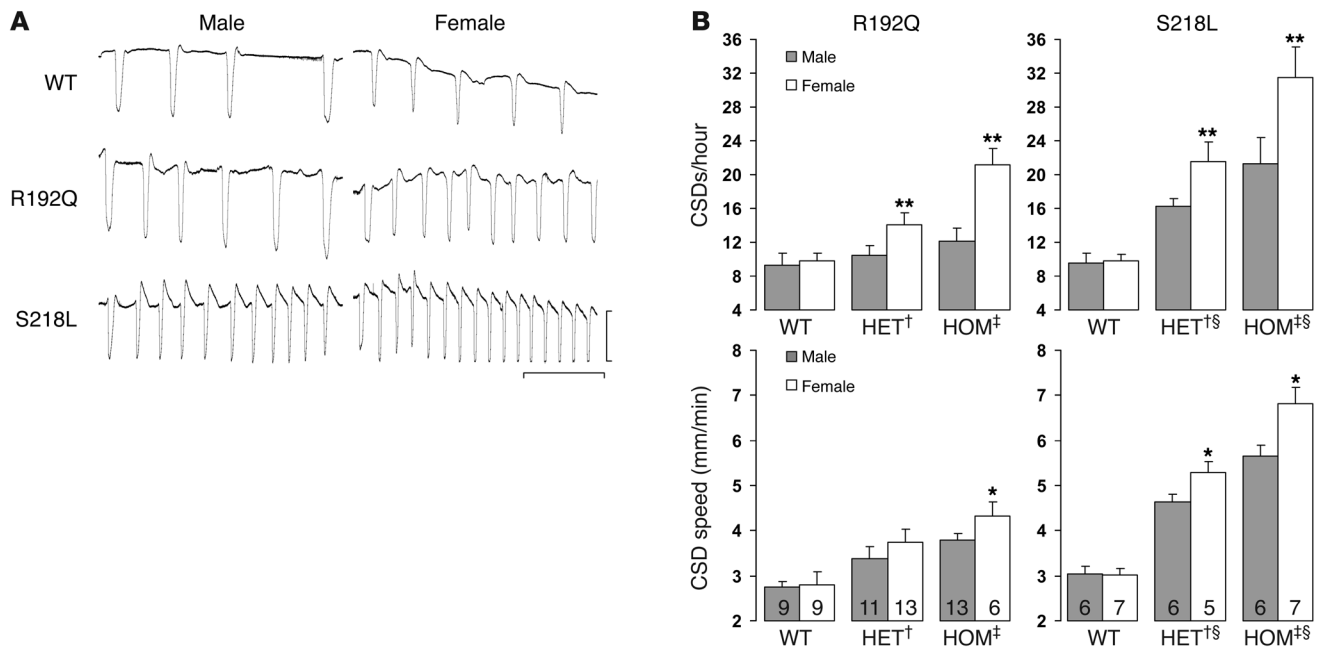 A
Male Female
WT
R192Q
S218L
B
R192Q S218L
CSDs/hour
36 36
32 32
28 28
24 24
20 20
16 16
12 12
8 8
4 4
Male
Female
** ** ** **
WT HET† HOM‡ WT HET†§ HOM‡§
CSD speed (mm/min)
8 8
7 7
6 6
5 5
4 4
3 3
2 2
Male
Female
* * *
9 9 11 13 13 6 6 7 6 5 6 7
WT HET† HOM‡ WT HET†§ HOM‡§